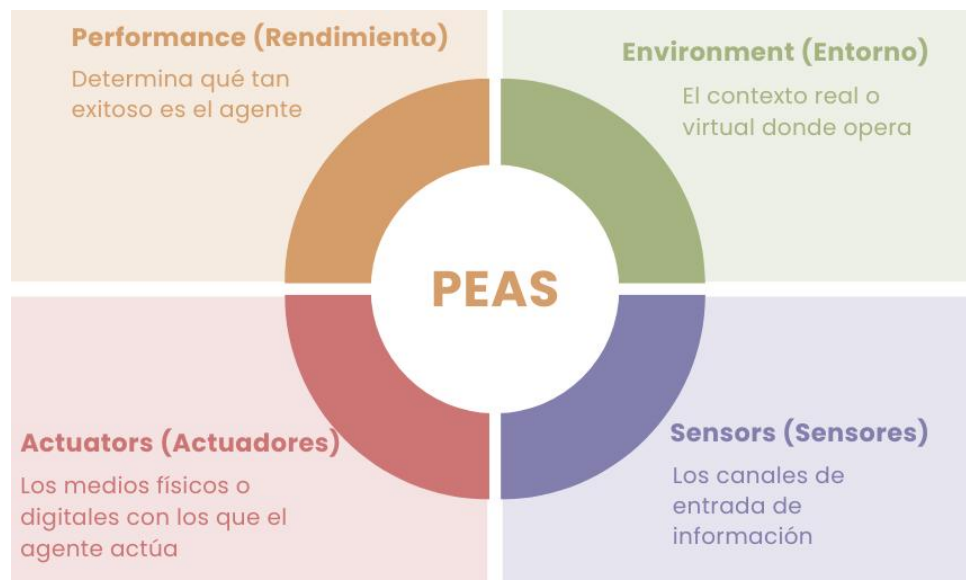 Performance (Rendimiento)
Determina qué tan
exitoso es el agente
Environment (Entorno)
El contexto real o
virtual donde opera
PEAS
Actuators (Actuadores)
Los medios físicos o
digitales con los que el
agente actúa
Sensors (Sensores)
Los canales de
entrada de
información